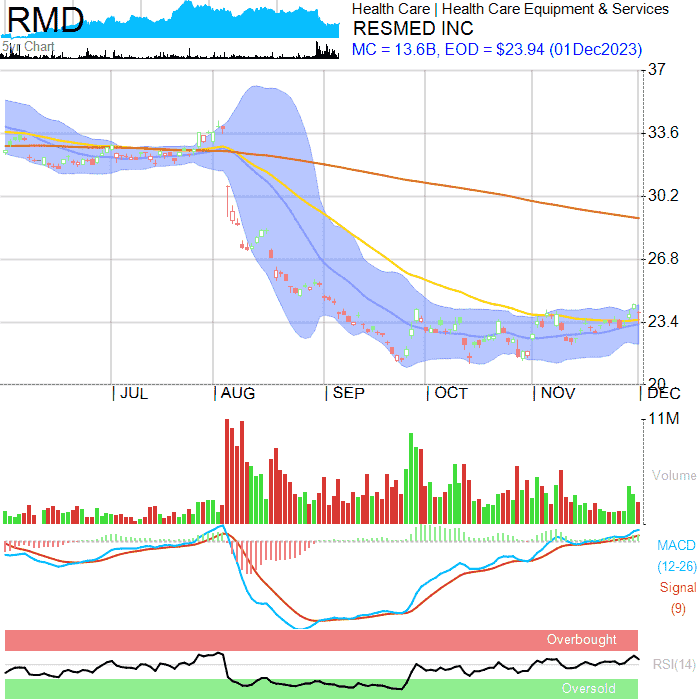 RMD
5yr Chart
Health Care | Health Care Equipment & Services
RESMED INC
MC = 13.6B, EOD = $23.94 (01Dec2023)
37
33.6
30.2
26.8
23.4
20
JUL AUG SEP OCT NOV DEC
11M
Volume
MACD
(12-26)
Signal
(9)
Overbought
RSI(14)
Oversold